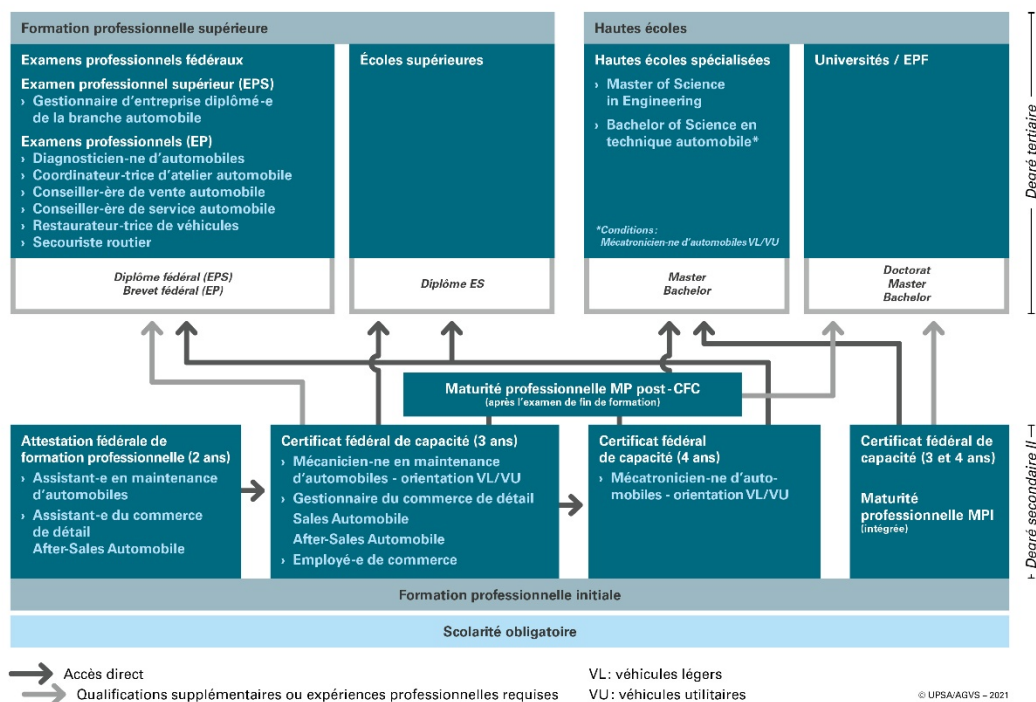 Formation professionnelle supérieure
Examens professionnels fédéraux
Examen professionnel supérieur (EPS)
› Gestionnaire d'entreprise diplômé-e
de la branche automobile
Examens professionnels (EP)
› Diagnosticien-ne d'automobiles
› Coordinateur-trice d'atelier automobile
› Conseiller-ère de vente automobile
› Conseiller-ère de service automobile
› Restaurateur-trice de véhicules
› Secouriste routier
Diplôme fédéral (EPS)
Brevet fédéral (EP)
Écoles supérieures
Diplôme ES
Hautes écoles
Hautes écoles spécialisées
› Master of Science
in Engineering
› Bachelor of Science en
technique automobile*
*Conditions:
Mécatronicien-ne d'automobiles VL/VU
Master
Bachelor
Universités / EPF
Doctorat
Master
Bachelor
Degré tertiaire
Maturité professionnelle MP post-CFC
(après l'examen de fin de formation)
Attestation fédérale de
formation professionnelle (2 ans)
› Assistant-e en maintenance
d'automobiles
› Assistant-e du commerce
de détail
After-Sales Automobile
Certificat fédéral de capacité (3 ans)
› Mécanicien-ne en maintenance
d'automobiles - orientation VL/VU
› Gestionnaire du commerce de détail
Sales Automobile
After-Sales Automobile
› Employé-e de commerce
Certificat fédéral
de capacité (4 ans)
› Mécatronicien-ne d'auto-
mobiles - orientation VL/VU
Certificat fédéral de
capacité (3 et 4 ans)
Maturité
professionnelle MPI
(intégrée)
Degré secondaire II
Formation professionnelle initiale
Scolarité obligatoire
Accès direct
Qualifications supplémentaires ou expériences professionnelles requises
VL: véhicules légers
VU: véhicules utilitaires
© UPSA/AGVS – 2021